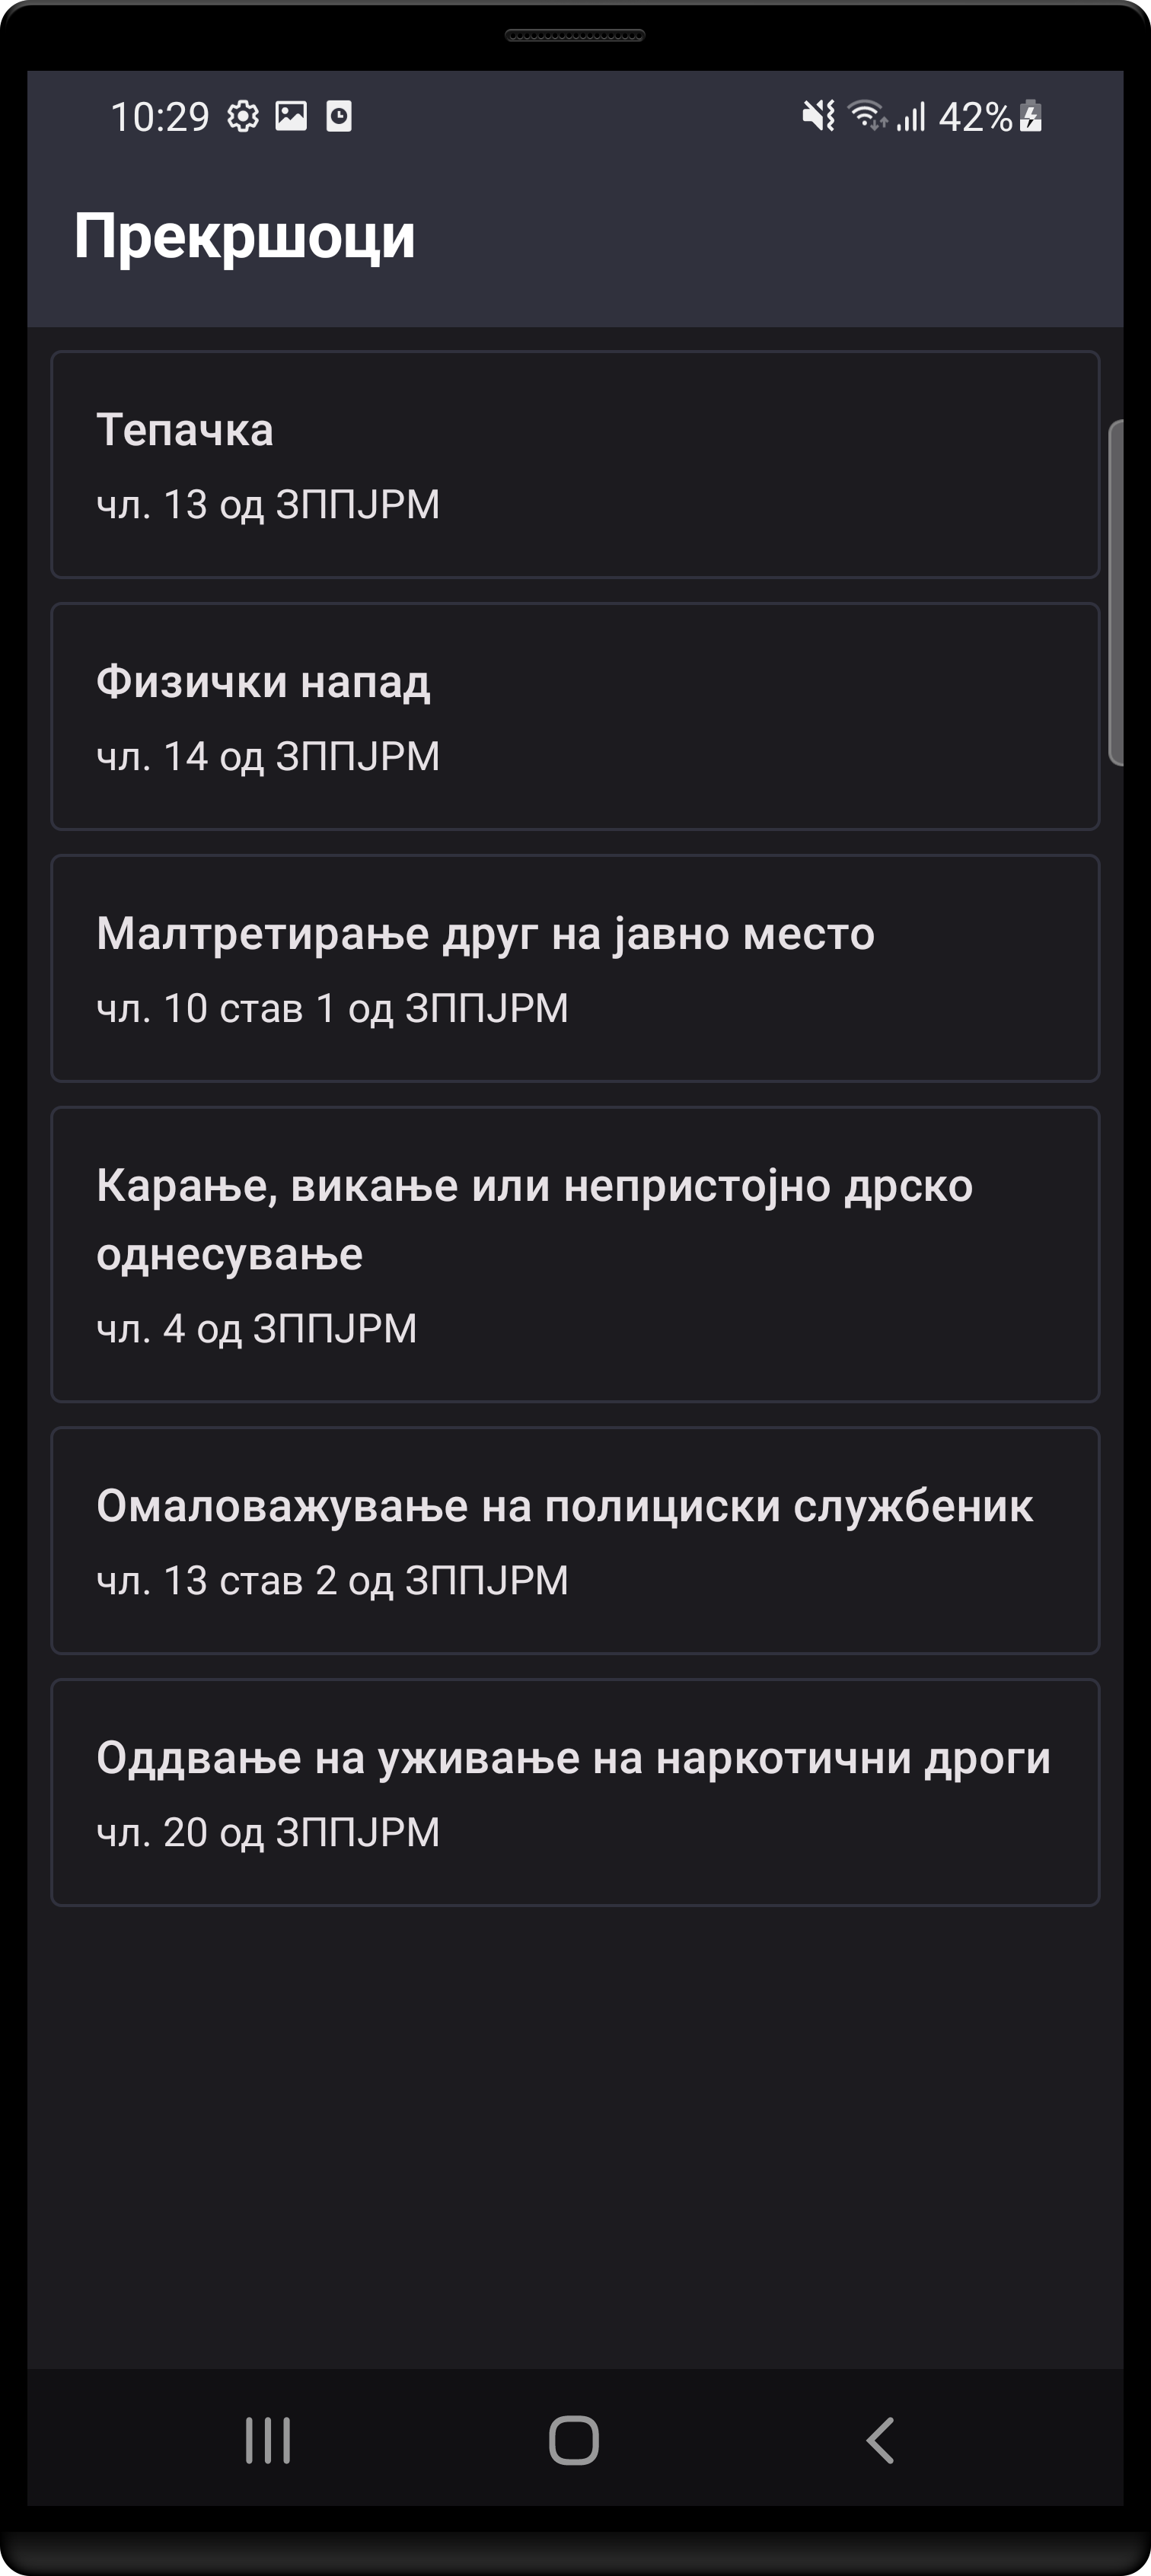 10:29
42%
Прекршоци
Тепачка
чл. 13 од ЗППЈРМ
Физички напад
чл. 14 од ЗППЈРМ
Малтретирање друг на јавно место
чл. 10 став 1 од ЗППЈРМ
Карање, викање или непристојно дрско
однесување
чл. 4 од ЗППЈРМ
Омаловажување на полициски службеник
чл. 13 став 2 од ЗППЈРМ
Оддвање на уживање на наркотични дроги
чл. 20 од ЗППЈРМ